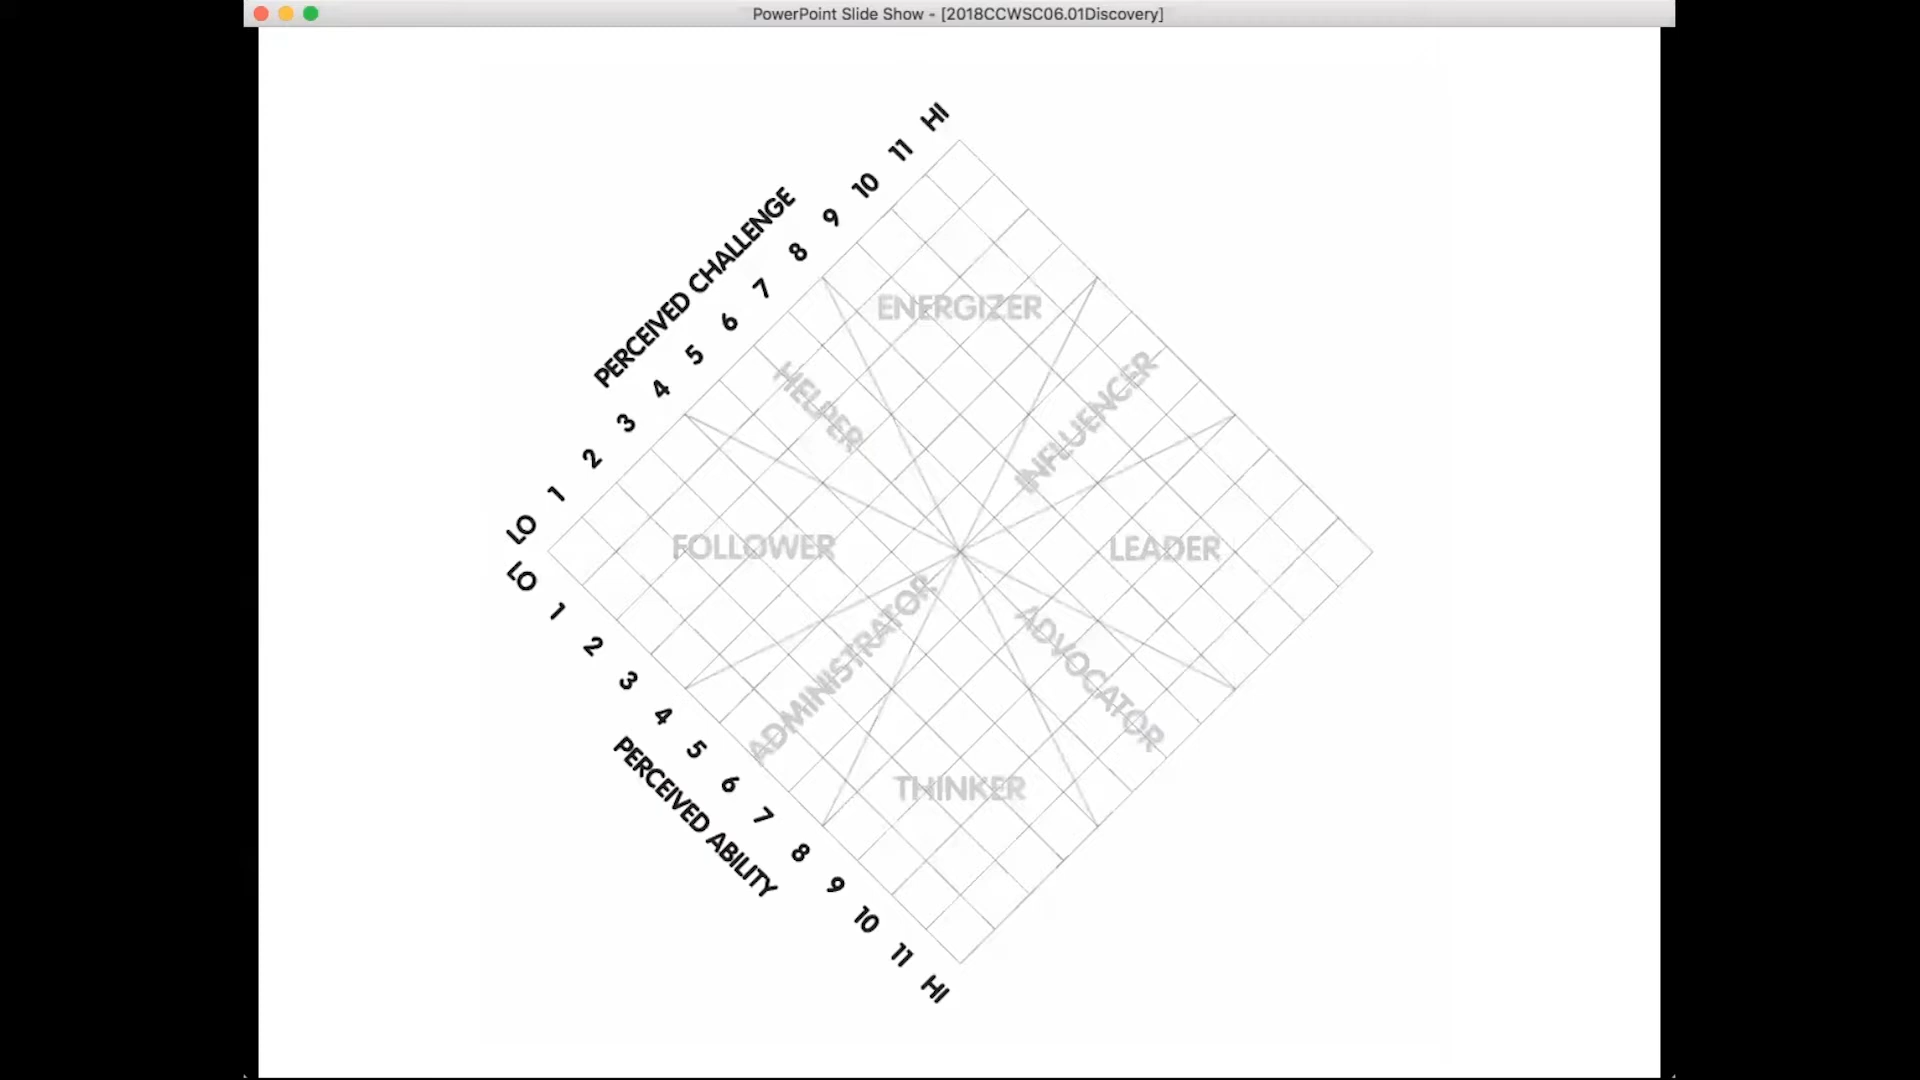 PowerPoint Slide Show - [2018CCWSC06.01Discovery]
PERCEIVED CHALLENGE
LO 1 2 3 4 5 6 7 8 9 10 11 HI
ENERGIZER
HELPER
INFLUENCER
FOLLOWER
LEADER
ADMINISTRATOR
ADVOCATOR
THINKER
LO 1 2 3 4 5 6 7 8 9 10 11 HI
PERCEIVED ABILITY